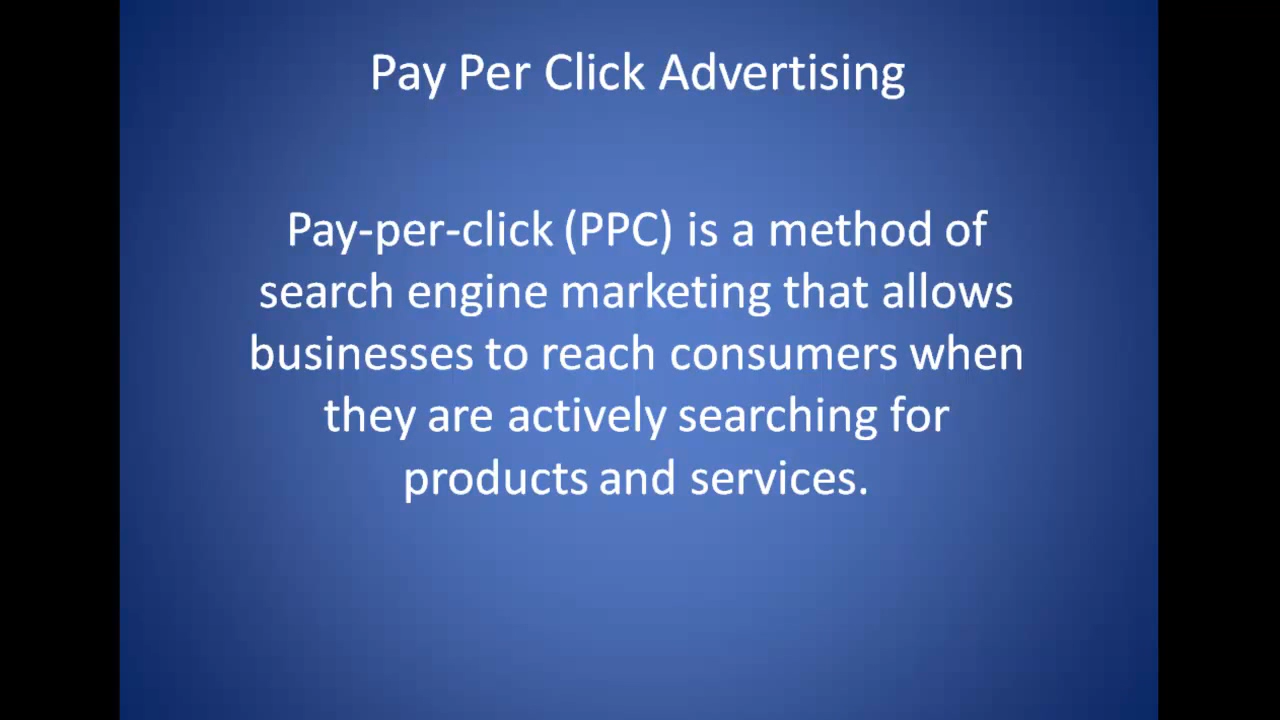 Pay Per Click Advertising
Pay-per-click (PPC) is a method of
search engine marketing that allows
businesses to reach consumers when
they are actively searching for
products and services.